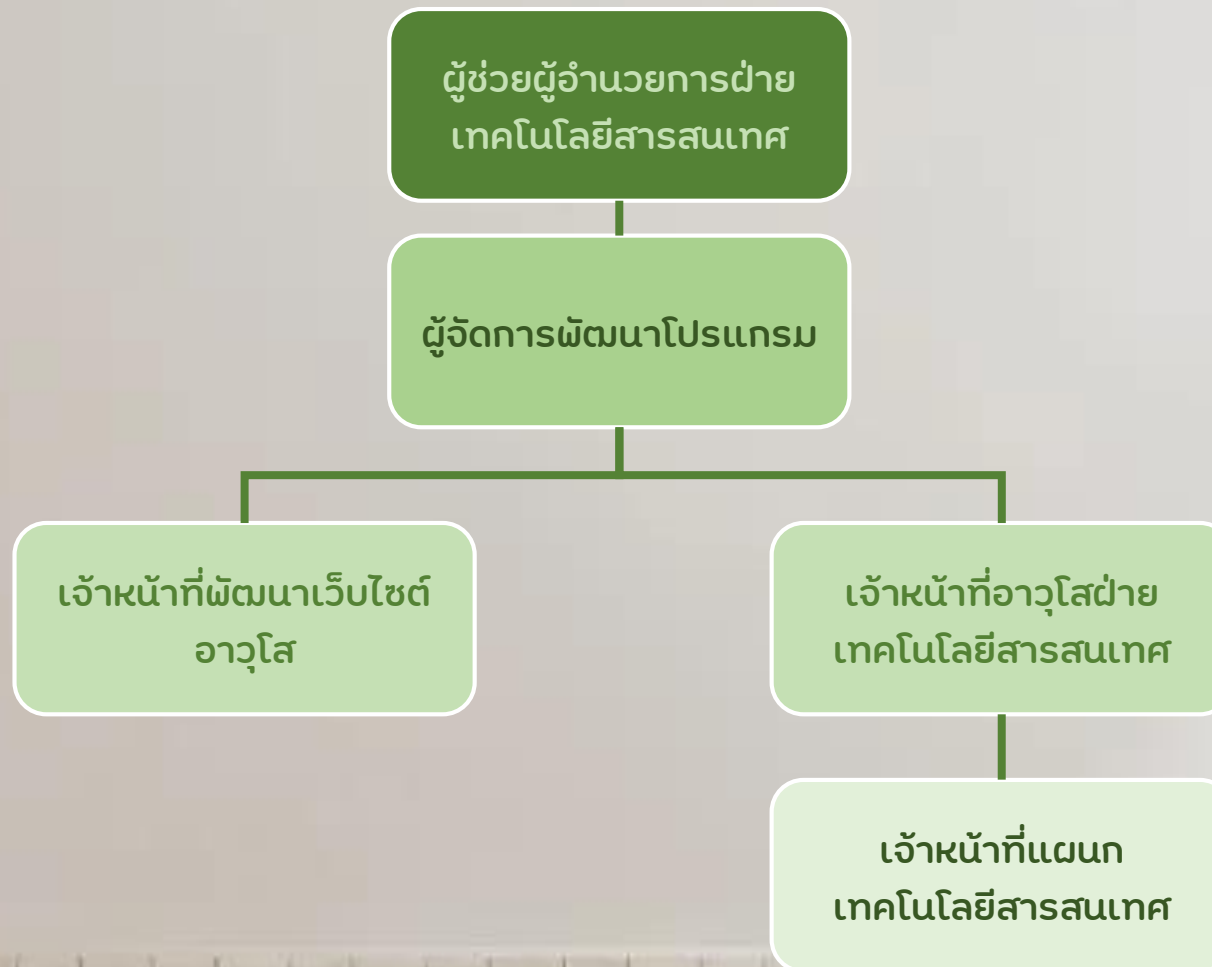 ผู้ช่วยผู้อำนวยการฝ่าย
เทคโนโลยีสารสนเทศ
ผู้จัดการพัฒนาโปรแกรม
เจ้าหน้าที่พัฒนาเว็บไซต์
อาวุโส
เจ้าหน้าที่อาวุโสฝ่าย
เทคโนโลยีสารสนเทศ
เจ้าหน้าที่แผนก
เทคโนโลยีสารสนเทศ